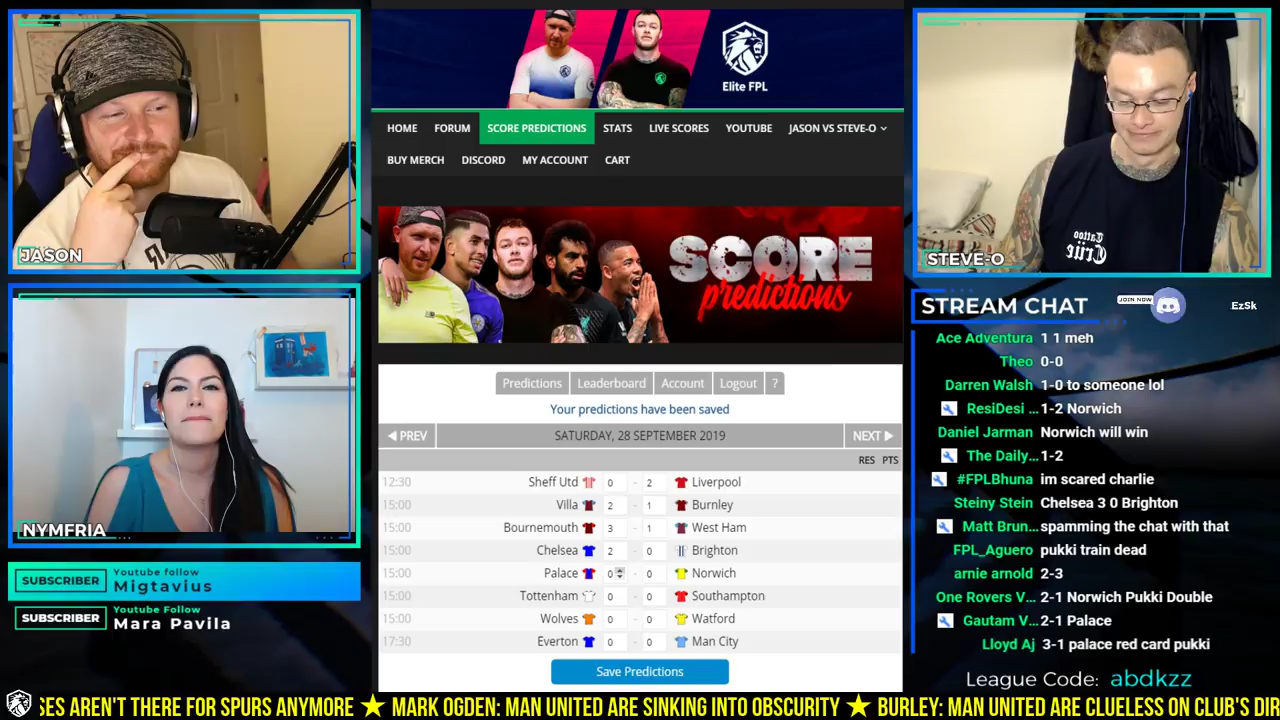 JASON
NYMFRIA
SUBSCRIBER
Youtube follow
Migtavius
SUBSCRIBER
Youtube Follow
Mara Pavila
Elite FPL
HOME FORUM SCORE PREDICTIONS STATS LIVE SCORES YOUTUBE JASON VS STEVE-O
BUY MERCH DISCORD MY ACCOUNT CART
SCORE
predictions
Predictions Leaderboard Account Logout ?
Your predictions have been saved
PREV SATURDAY, 28 SEPTEMBER 2019 NEXT
RES PTS
12:30 Sheff Utd 0 - 2 Liverpool
15:00 Villa 2 - 1 Burnley
15:00 Bournemouth 3 - 1 West Ham
15:00 Chelsea 2 - 0 Brighton
15:00 Palace 0 - 0 Norwich
15:00 Tottenham 0 - 0 Southampton
15:00 Wolves 0 - 0 Watford
17:30 Everton 0 - 0 Man City
Save Predictions
STEVE-O
STREAM CHAT
JOIN NOW
EzSk
Ace Adventura 1 1 meh
Theo 0-0
Darren Walsh 1-0 to someone lol
ResiDesi ... 1-2 Norwich
Daniel Jarman Norwich will win
The Daily... 1-2
#FPLBhuna im scared charlie
Steiny Stein Chelsea 3 0 Brighton
Matt Brun... spamming the chat with that
FPL_Aguero pukki train dead
arnie arnold 2-3
One Rovers V... 2-1 Norwich Pukki Double
Gautam V... 2-1 Palace
Lloyd Aj 3-1 palace red card pukki
League Code: abdkzz
SES AREN'T THERE FOR SPURS ANYMORE ★ MARK OGDEN: MAN UNITED ARE SINKING INTO OBSCURITY ★ BURLEY: MAN UNITED ARE CLUELESS ON CLUB'S DIR